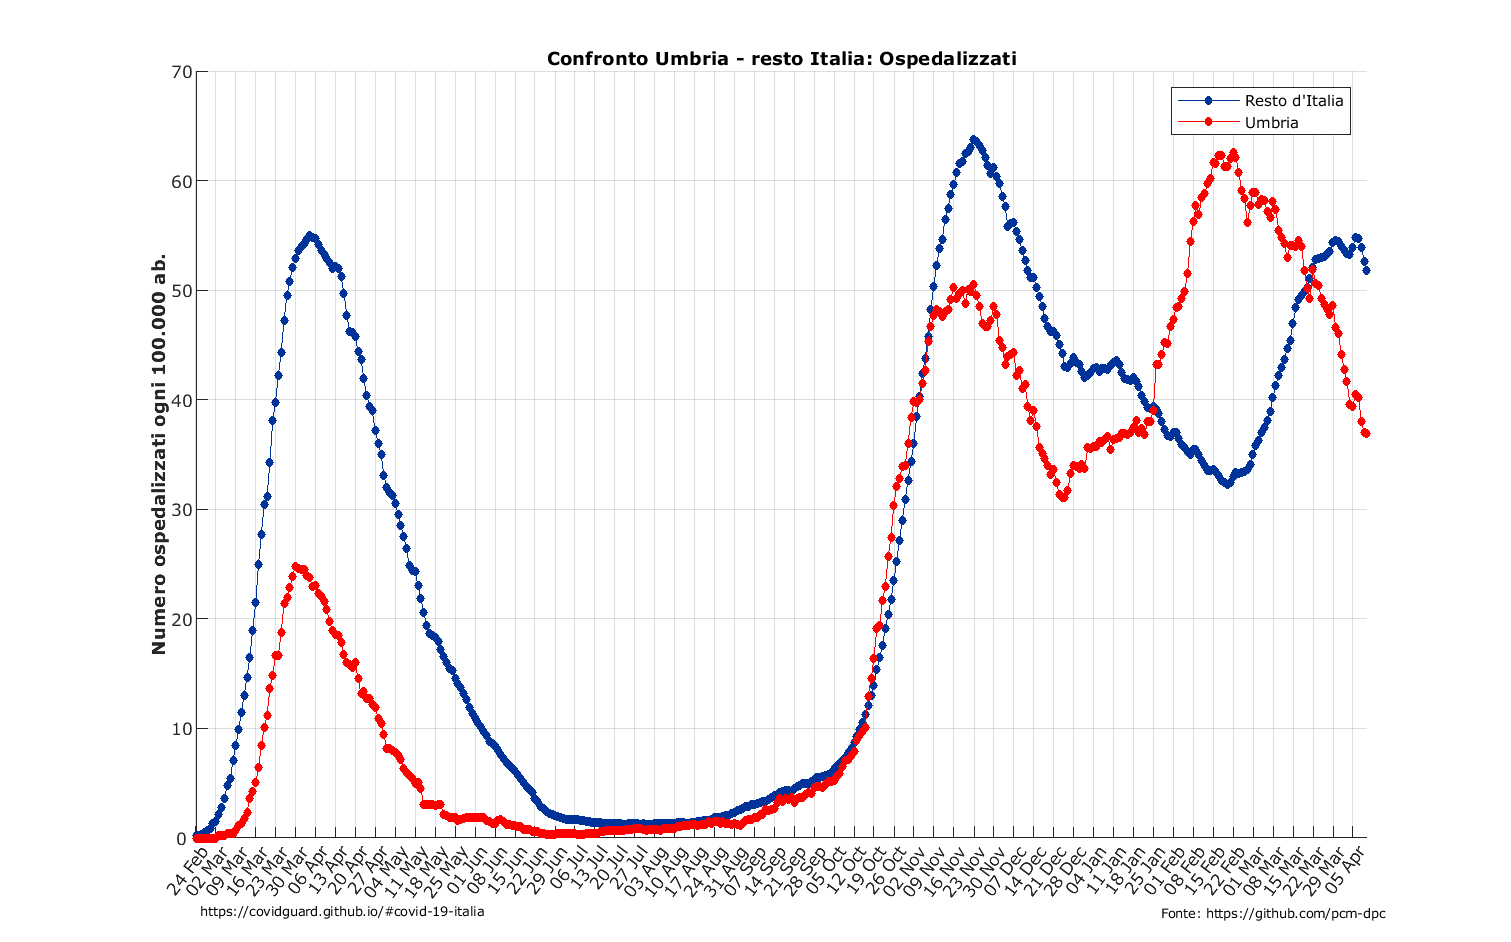 Confronto Umbria - resto Italia: Ospedalizzati
Resto d'Italia
Umbria
Numero ospedalizzati ogni 100.000 ab.
70
60
50
40
30
20
10
0
24 Feb
02 Mar
09 Mar
16 Mar
23 Mar
30 Mar
06 Apr
13 Apr
20 Apr
27 Apr
04 May
11 May
18 May
25 May
01 Jun
08 Jun
15 Jun
22 Jun
29 Jun
06 Jul
13 Jul
20 Jul
27 Jul
03 Aug
10 Aug
17 Aug
24 Aug
31 Aug
07 Sep
14 Sep
21 Sep
28 Sep
05 Oct
12 Oct
19 Oct
26 Oct
02 Nov
09 Nov
16 Nov
23 Nov
30 Nov
07 Dec
14 Dec
21 Dec
28 Dec
04 Jan
11 Jan
18 Jan
25 Jan
01 Feb
08 Feb
15 Feb
22 Feb
01 Mar
08 Mar
15 Mar
22 Mar
29 Mar
05 Apr
https://covidguard.github.io/#covid-19-italia
Fonte: https://github.com/pcm-dpc